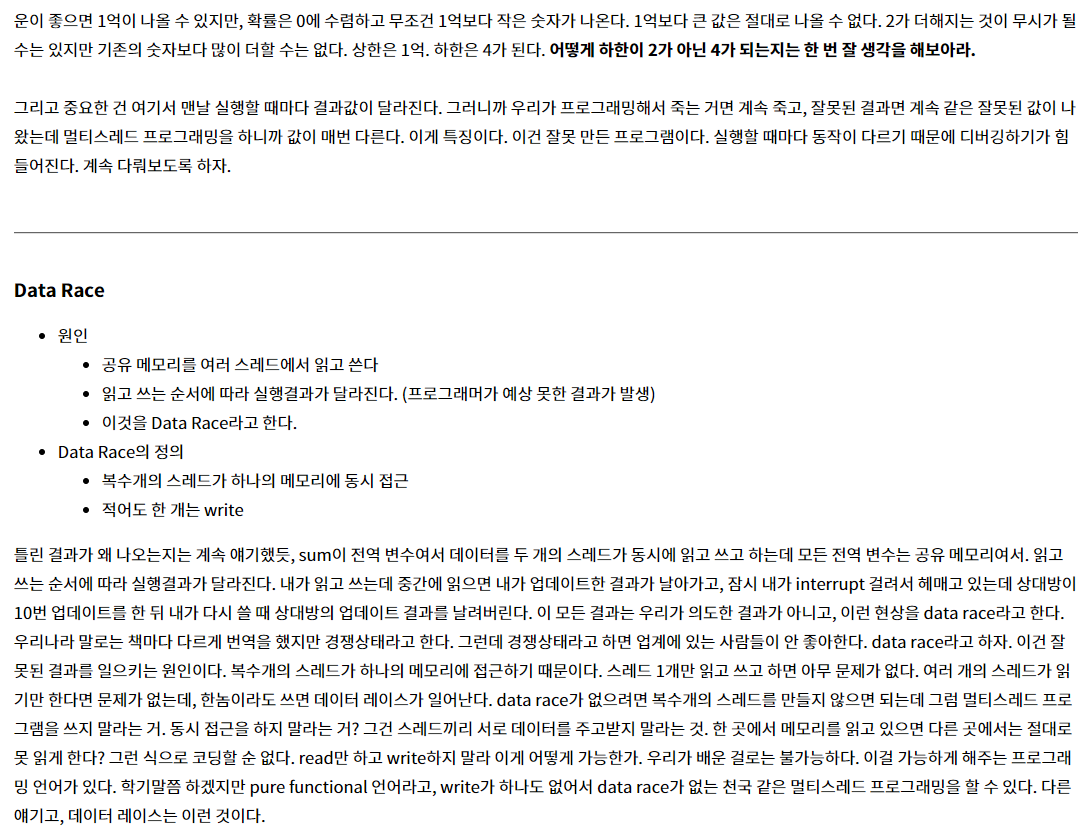 운이 좋으면 1억이 나올 수 있지만, 확률은 0에 수렴하고 무조건 1억보다 작은 숫자가 나온다. 1억보다 큰 값은 절대로 나올 수 없다. 2가 더해지는 것이 무시가 될
수는 있지만 기존의 숫자보다 많이 더할 수는 없다. 상한은 1억. 하한은 4가 된다. 어떻게 하한이 2가 아닌 4가 되는지는 한 번 잘 생각을 해보아라.
그리고 중요한 건 여기서 맨날 실행할 때마다 결과값이 달라진다. 그러니까 우리가 프로그래밍해서 죽는 거면 계속 죽고, 잘못된 결과면 계속 같은 잘못된 값이 나
왔는데 멀티스레드 프로그래밍을 하니까 값이 매번 다른다. 이게 특징이다. 이건 잘못 만든 프로그램이다. 실행할 때마다 동작이 다르기 때문에 디버깅하기가 힘
들어진다. 계속 다뤄보도록 하자.
Data Race
• 원인
• 공유 메모리를 여러 스레드에서 읽고 쓴다
• 읽고 쓰는 순서에 따라 실행결과가 달라진다. (프로그래머가 예상 못한 결과가 발생)
• 이것을 Data Race라고 한다.
• Data Race의 정의
• 복수개의 스레드가 하나의 메모리에 동시 접근
• 적어도 한 개는 write
틀린 결과가 왜 나오는지는 계속 얘기했듯, sum이 전역 변수여서 데이터를 두 개의 스레드가 동시에 읽고 쓰고 하는데 모든 전역 변수는 공유 메모리여서. 읽고
쓰는 순서에 따라 실행결과가 달라진다. 내가 읽고 쓰는데 중간에 읽으면 내가 업데이트한 결과가 날아가고, 잠시 내가 interrupt 걸려서 헤매고 있는데 상대방이
10번 업데이트를 한 뒤 내가 다시 쓸 때 상대방의 업데이트 결과를 날려버린다. 이 모든 결과는 우리가 의도한 결과가 아니고, 이런 현상을 data race라고 한다.
우리나라 말로는 책마다 다르게 번역을 했지만 경쟁상태라고 한다. 그런데 경쟁상태라고 하면 업계에 있는 사람들이 안 좋아한다. data race라고 하자. 이건 잘
못된 결과를 일으키는 원인이다. 복수개의 스레드가 하나의 메모리에 접근하기 때문이다. 스레드 1개만 읽고 쓰고 하면 아무 문제가 없다. 여러 개의 스레드가 읽
기만 한다면 문제가 없는데, 한놈이라도 쓰면 데이터 레이스가 일어난다. data race가 없으려면 복수개의 스레드를 만들지 않으면 되는데 그럼 멀티스레드 프로
그램을 쓰지 말라는 거. 동시 접근을 하지 말라는 거? 그건 스레드끼리 서로 데이터를 주고받지 말라는 것. 한 곳에서 메모리를 읽고 있으면 다른 곳에서는 절대로
못 읽게 한다? 그런 식으로 코딩할 순 없다. read만 하고 write하지 말라 이게 어떻게 가능한가. 우리가 배운 걸로는 불가능하다. 이걸 가능하게 해주는 프로그래
밍 언어가 있다. 학기말쯤 하겠지만 pure functional 언어라고, write가 하나도 없어서 data race가 없는 천국 같은 멀티스레드 프로그래밍을 할 수 있다. 다른
얘기고, 데이터 레이스는 이런 것이다.